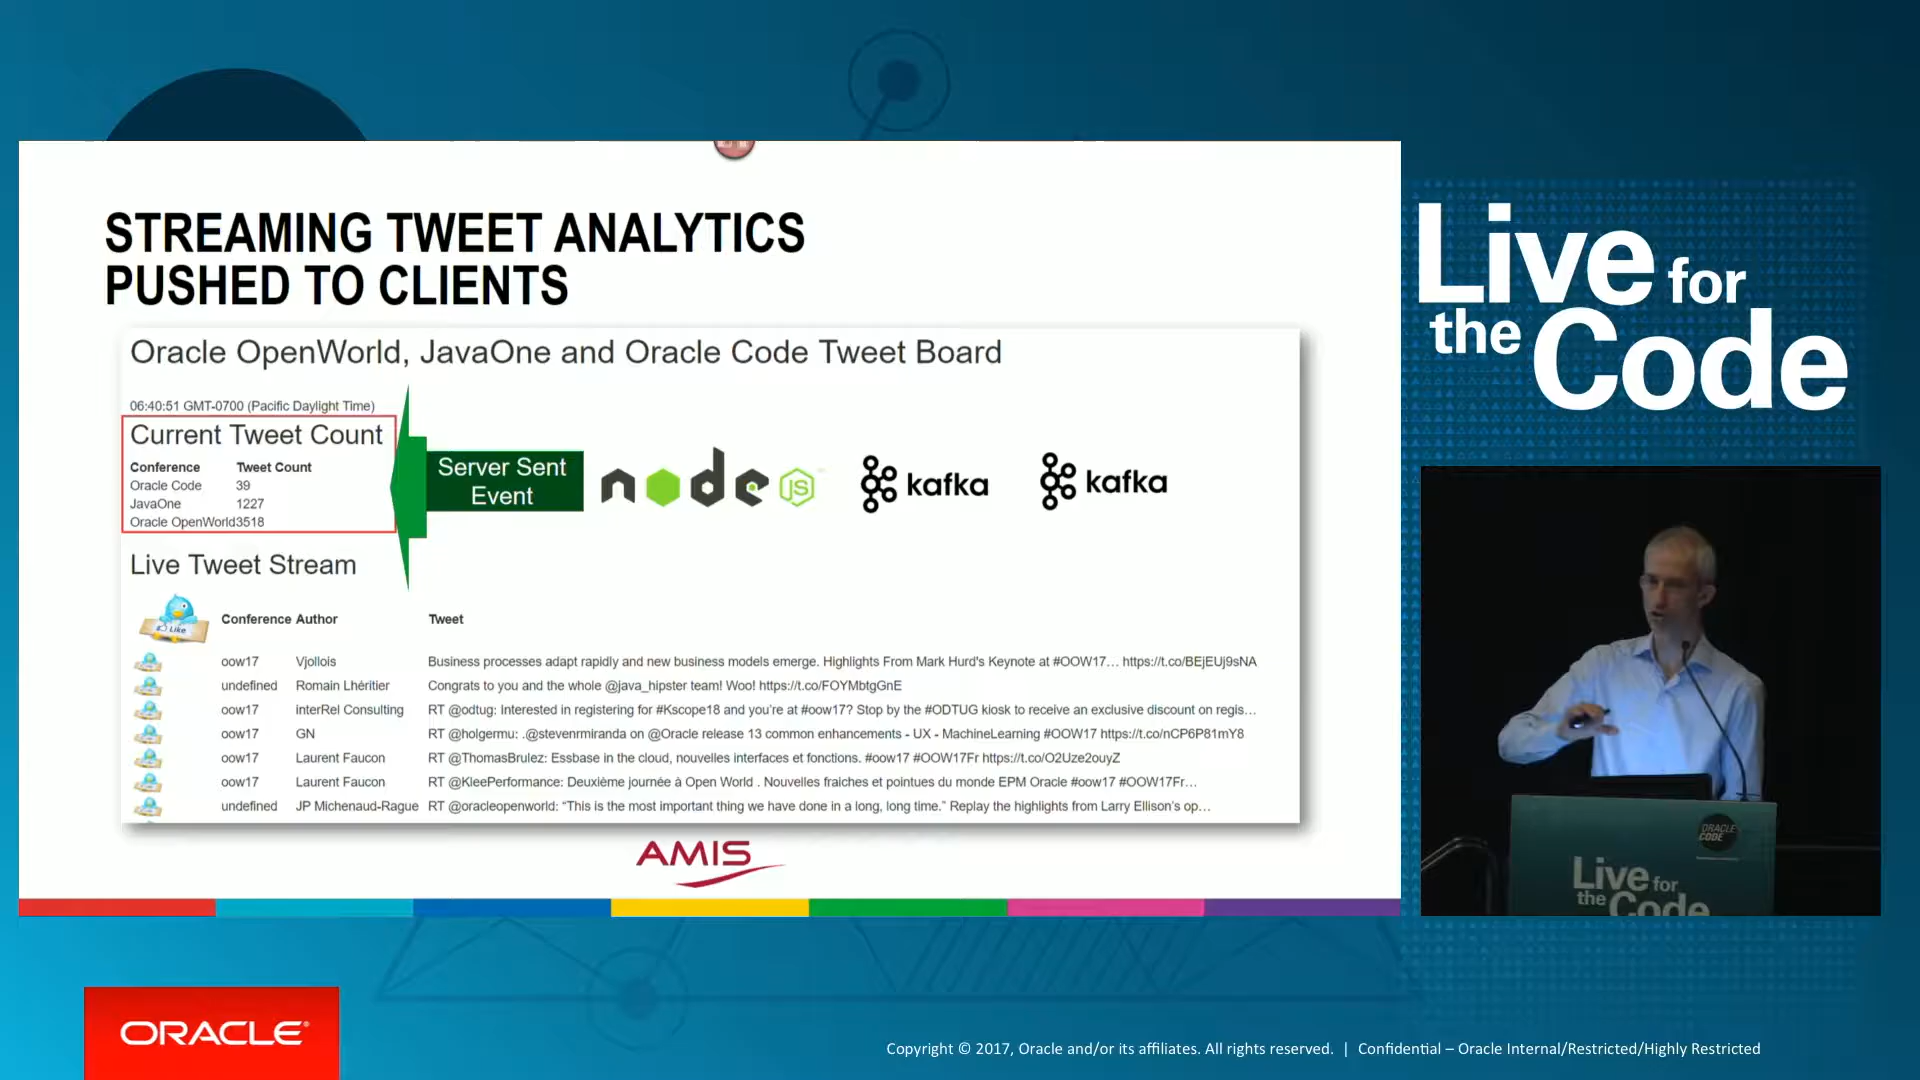 STREAMING TWEET ANALYTICS
PUSHED TO CLIENTS
Oracle OpenWorld, JavaOne and Oracle Code Tweet Board
06:40:51 GMT-0700 (Pacific Daylight Time)
Current Tweet Count
Conference Tweet Count
Oracle Code 39
JavaOne 1227
Oracle OpenWorld3518
Server Sent
Event
node JS
kafka
kafka
Live Tweet Stream
Like
Conference Author Tweet
oow17 Vjollois Business processes adapt rapidly and new business models emerge. Highlights From Mark Hurd's Keynote at #OOW17… https://t.co/BEjEUj9sNA
undefined Romain Lhéritier Congrats to you and the whole @java_hipster team! Woo! https://t.co/FOYMbtgGnE
oow17 interRel Consulting RT @odtug: Interested in registering for #Kscope18 and you're at #oow17? Stop by the #ODTUG kiosk to receive an exclusive discount on regis…
oow17 GN RT @holgermu: .@stevenrmiranda on @Oracle release 13 common enhancements - UX - MachineLearning #OOW17 https://t.co/nCP6P81mY8
oow17 Laurent Faucon RT @ThomasBrulez: Essbase in the cloud, nouvelles interfaces et fonctions. #oow17 #OOW17Fr https://t.co/O2Uze2ouyZ
oow17 Laurent Faucon RT @KleePerformance: Deuxième journée à Open World . Nouvelles fraiches et pointues du monde EPM Oracle #oow17 #OOW17Fr…
undefined JP Michenaud-Rague RT @oracleopenworld: “This is the most important thing we have done in a long, long time.” Replay the highlights from Larry Ellison's op…
AMIS
Live for
the Code
ORACLE
CODE
Live for
the Code
ORACLE®
Copyright © 2017, Oracle and/or its affiliates. All rights reserved. | Confidential – Oracle Internal/Restricted/Highly Restricted